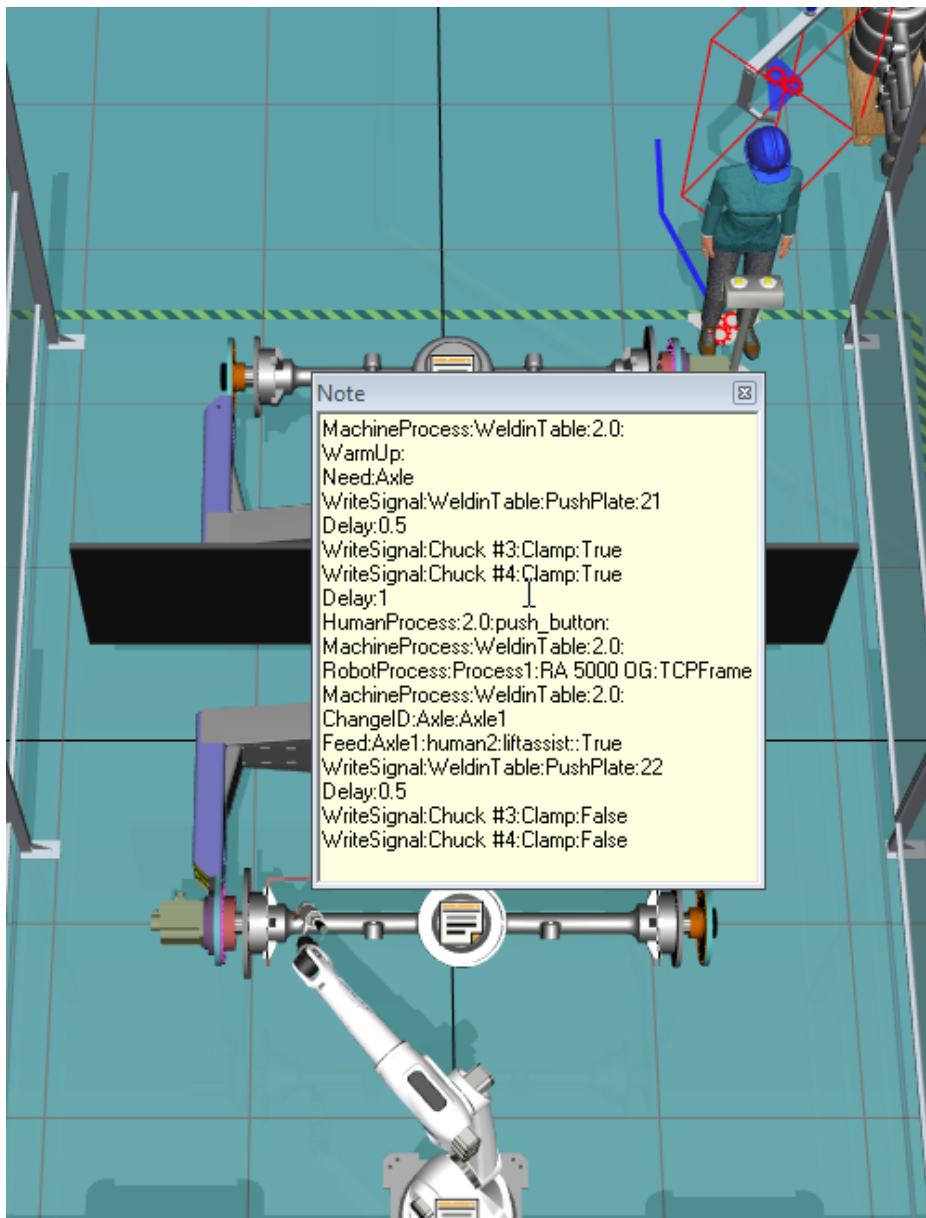 Note
MachineProcess:WeldinTable:2.0:
WarmUp:
Need:Axle
WriteSignal:WeldinTable:PushPlate:21
Delay:0.5
WriteSignal:Chuck #3:Clamp:True
WriteSignal:Chuck #4:Clamp:True
Delay:1
HumanProcess:2.0:push_button:
MachineProcess:WeldinTable:2.0:
RobotProcess:Process1:RA 5000 OG:TCPFrame
MachineProcess:WeldinTable:2.0:
ChangeID:Axle:Axle1
Feed:Axle1:human2:liftassist::True
WriteSignal:WeldinTable:PushPlate:22
Delay:0.5
WriteSignal:Chuck #3:Clamp:False
WriteSignal:Chuck #4:Clamp:False